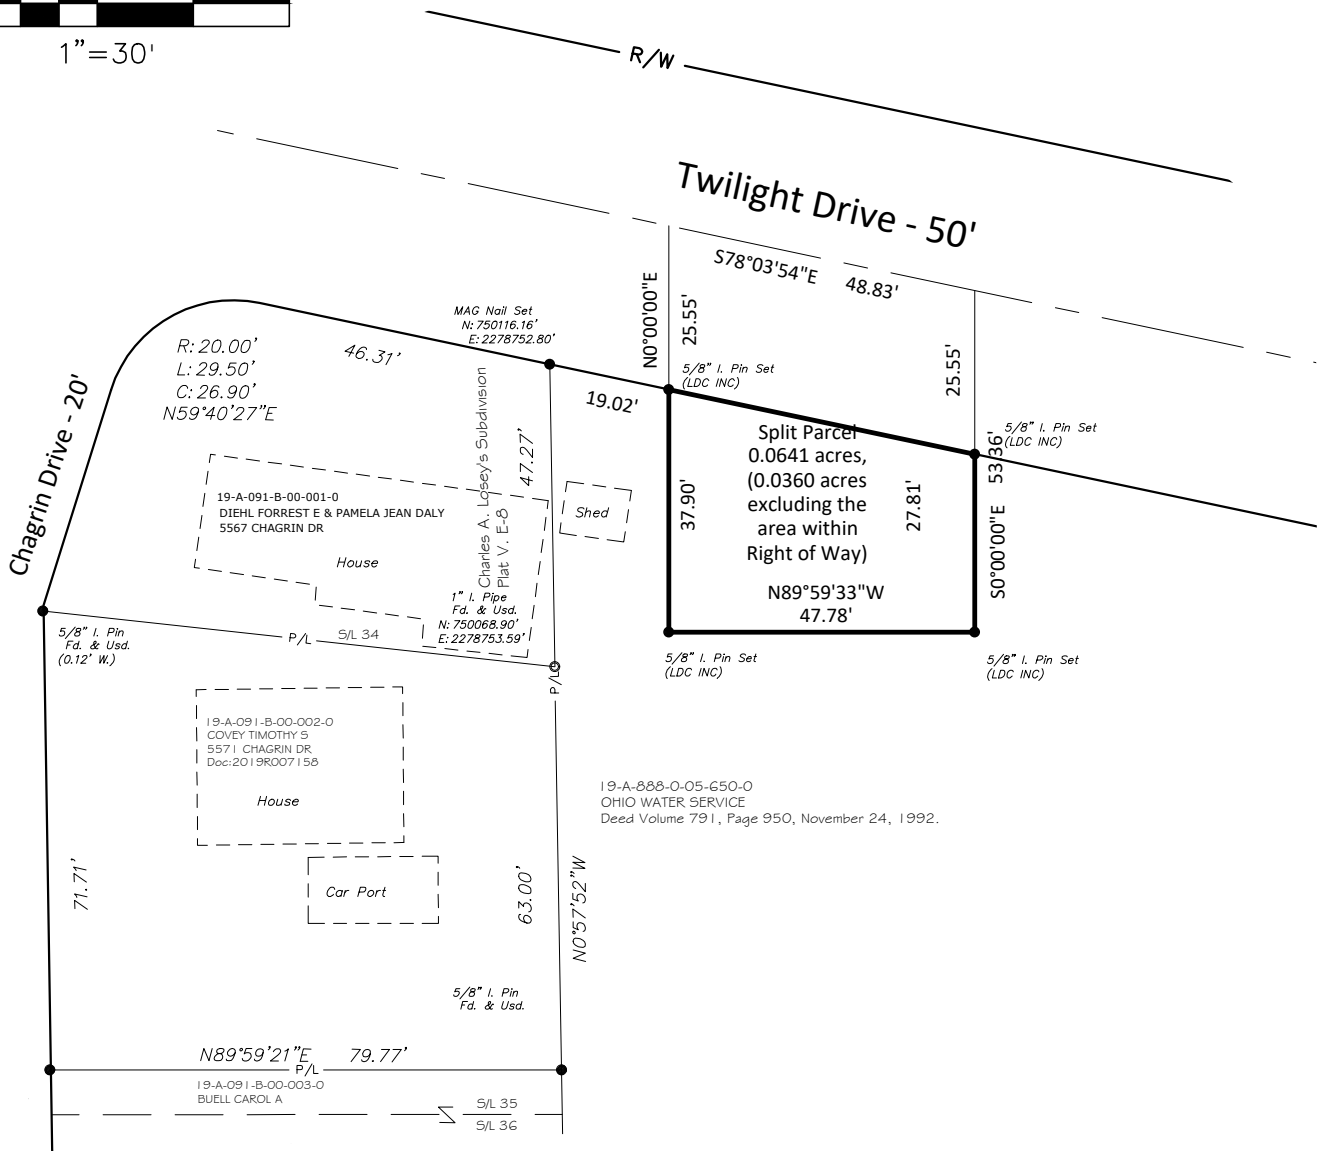 1"=30'
R/W
Twilight Drive - 50'
S78°03'54"E 48.83'
N0°00'00"E
25.55'
25.55'
MAG Nail Set
N: 750116.16'
E: 2278752.80'
R: 20.00'
L: 29.50'
C: 26.90'
N59°40'27"E
46.31'
19.02'
5/8" I. Pin Set
(LDC INC)
5/8" I. Pin Set
(LDC INC)
Chagrin Drive - 20'
Charles A. Losey's Subdivision
Plat V. E-8
47.27'
Split Parcel
0.0641 acres,
(0.0360 acres
excluding the
area within
Right of Way)
37.90'
27.81'
53.36'
S0°00'00"E
N89°59'33"W
47.78'
19-A-091-B-00-001-0
DIEHL FORREST E & PAMELA JEAN DALY
5567 CHAGRIN DR
House
Shed
1" I. Pipe
Fd. & Usd.
N: 750068.90'
E: 2278753.59'
5/8" I. Pin
Fd. & Usd.
(0.12' W.)
P/L
S/L 34
P/L
5/8" I. Pin Set
(LDC INC)
5/8" I. Pin Set
(LDC INC)
19-A-091-B-00-002-0
COVEY TIMOTHY S
5571 CHAGRIN DR
Doc:2019R007158
House
Car Port
19-A-888-0-05-650-0
OHIO WATER SERVICE
Deed Volume 791, Page 950, November 24, 1992.
71.71'
63.00'
N0°57'52"W
5/8" I. Pin
Fd. & Usd.
N89°59'21"E 79.77'
P/L
19-A-091-B-00-003-0
BUELL CAROL A
S/L 35
S/L 36